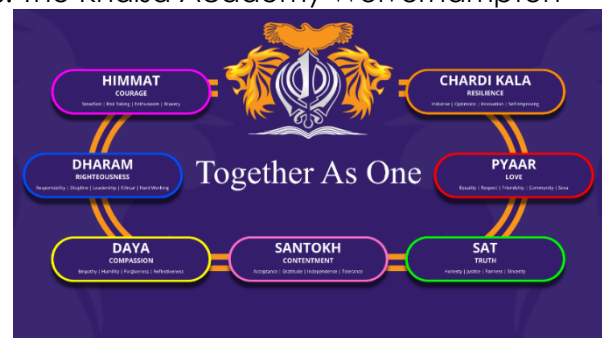 The Khalsa Academy Wolverhampton
HIMMAT
COURAGE
Steadfast | Risk Taking | Enthusiasm | Bravery
CHARDI KALA
RESILIENCE
Initiative | Optimism | Innovation | Self-Improving
DHARAM
RIGHTEOUSNESS
Responsibility | Discipline | Leadership | Ethical | Hard Working
Together As One
PYAAR
LOVE
Equality | Respect | Friendship | Community | Seva
DAYA
COMPASSION
Empathy | Humility | Forgiveness | Reflectiveness
SANTOKH
CONTENTMENT
Acceptance | Gratitude | Independence | Tolerance
SAT
TRUTH
Honesty | Justice | Fairness | Sincerity